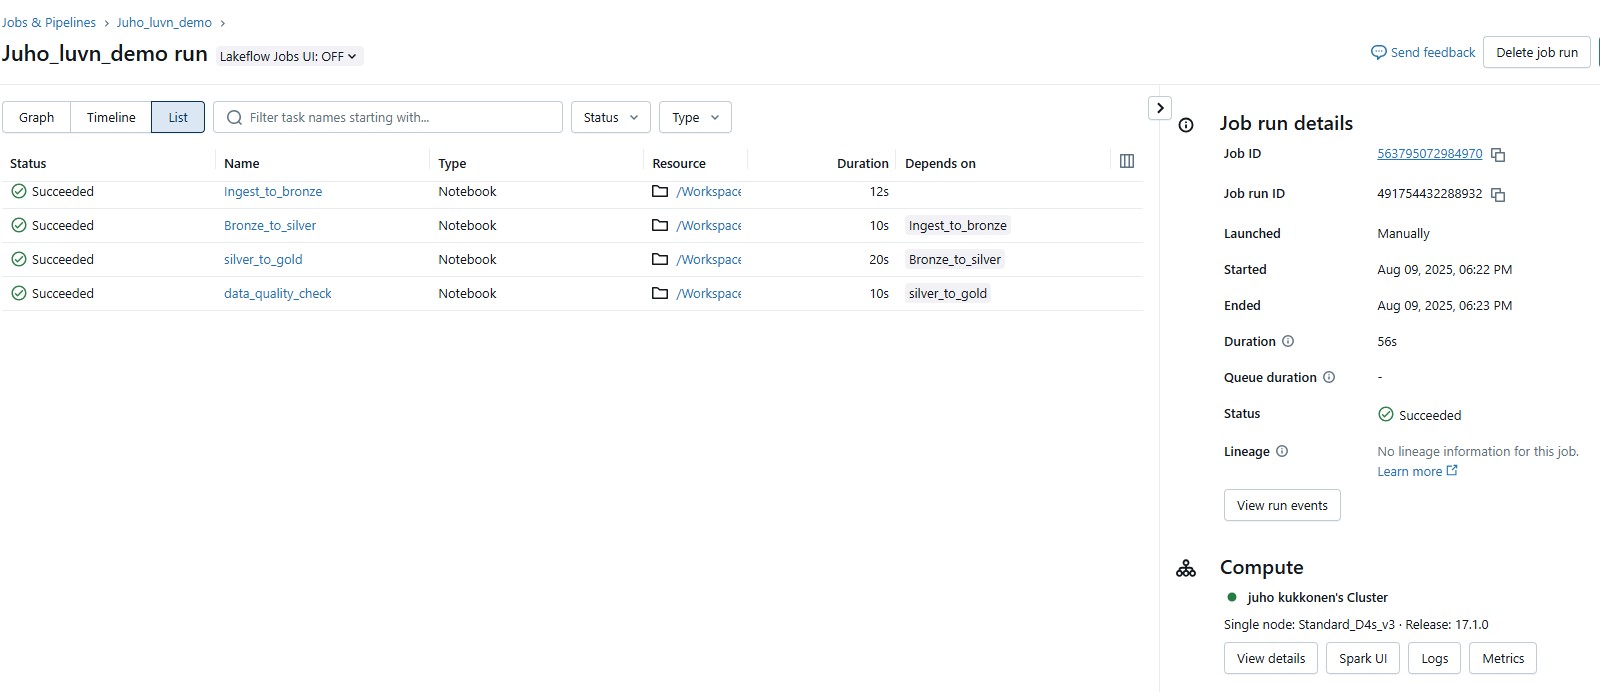 Jobs & Pipelines › Juho_luvn_demo ›
Juho_luvn_demo run Lakeflow Jobs UI: OFF
Send feedback Delete job run
Graph Timeline List Filter task names starting with... Status Type
Status Name Type Resource Duration Depends on
Succeeded Ingest_to_bronze Notebook /Workspace 12s
Succeeded Bronze_to_silver Notebook /Workspace 10s Ingest_to_bronze
Succeeded silver_to_gold Notebook /Workspace 20s Bronze_to_silver
Succeeded data_quality_check Notebook /Workspace 10s silver_to_gold
Job run details
Job ID 563795072984970
Job run ID 491754432288932
Launched Manually
Started Aug 09, 2025, 06:22 PM
Ended Aug 09, 2025, 06:23 PM
Duration 56s
Queue duration -
Status Succeeded
Lineage No lineage information for this job.
Learn more
View run events
Compute
juho kukkonen's Cluster
Single node: Standard_D4s_v3 · Release: 17.1.0
View details Spark UI Logs Metrics